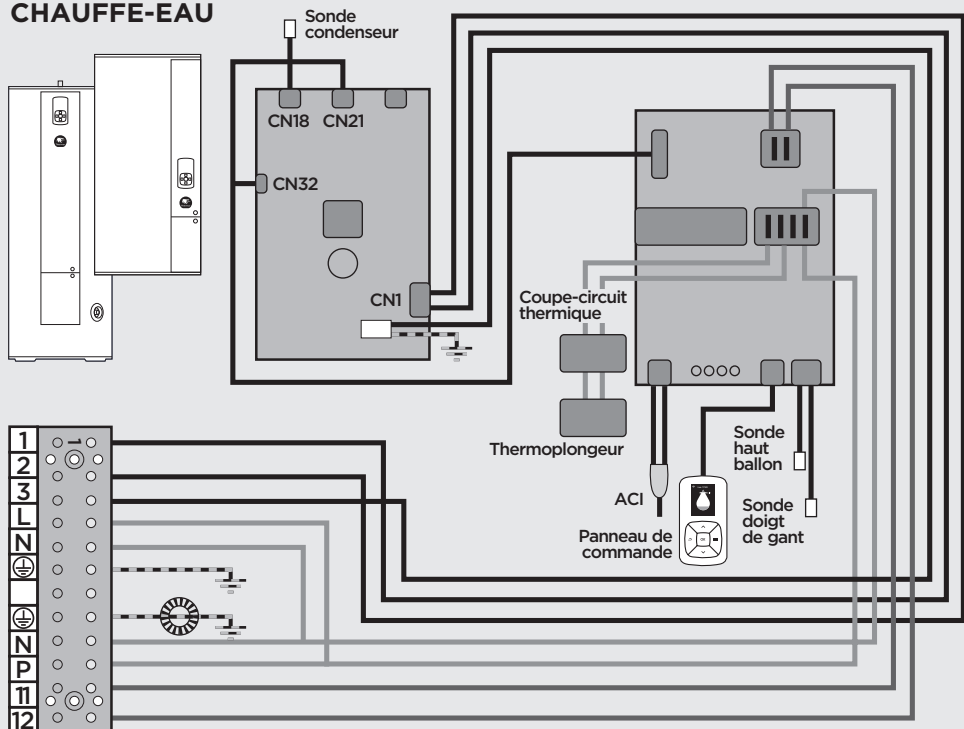 CHAUFFE-EAU
Sonde
condenseur
CN18
CN21
CN32
CN1
Coupe-circuit
thermique
Thermoplongeur
ACI
Panneau de
commande
Sonde
haut
ballon
Sonde
doigt
de gant
1
1
2
3
L
N
N
P
11
12